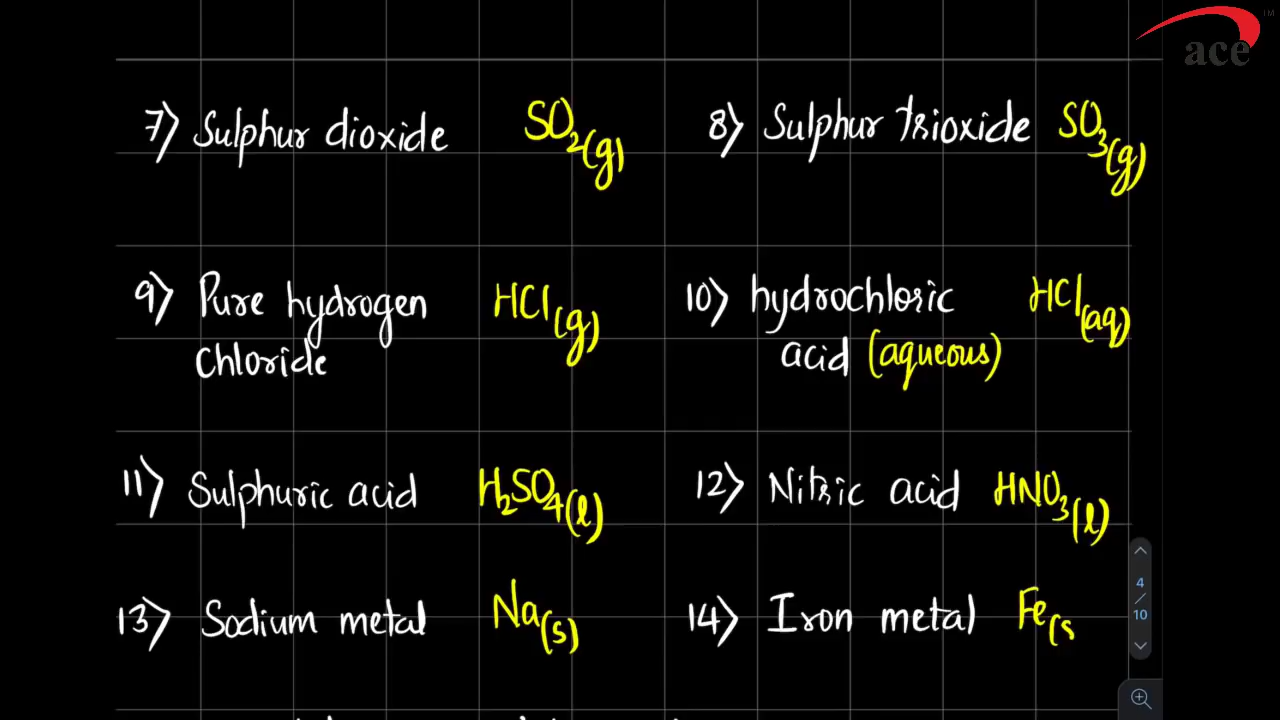 ace
TM
7) Sulphur dioxide SO₂(g)
8) Sulphur trioxide SO₃(g)
9) Pure hydrogen HCl(g)
chloride
10) hydrochloric HCl(aq)
acid (aqueous)
11) Sulphuric acid H₂SO₄(l)
12) Nitric acid HNO₃(l)
13) Sodium metal Na(s)
14) Iron metal Fe(s
4
/
10